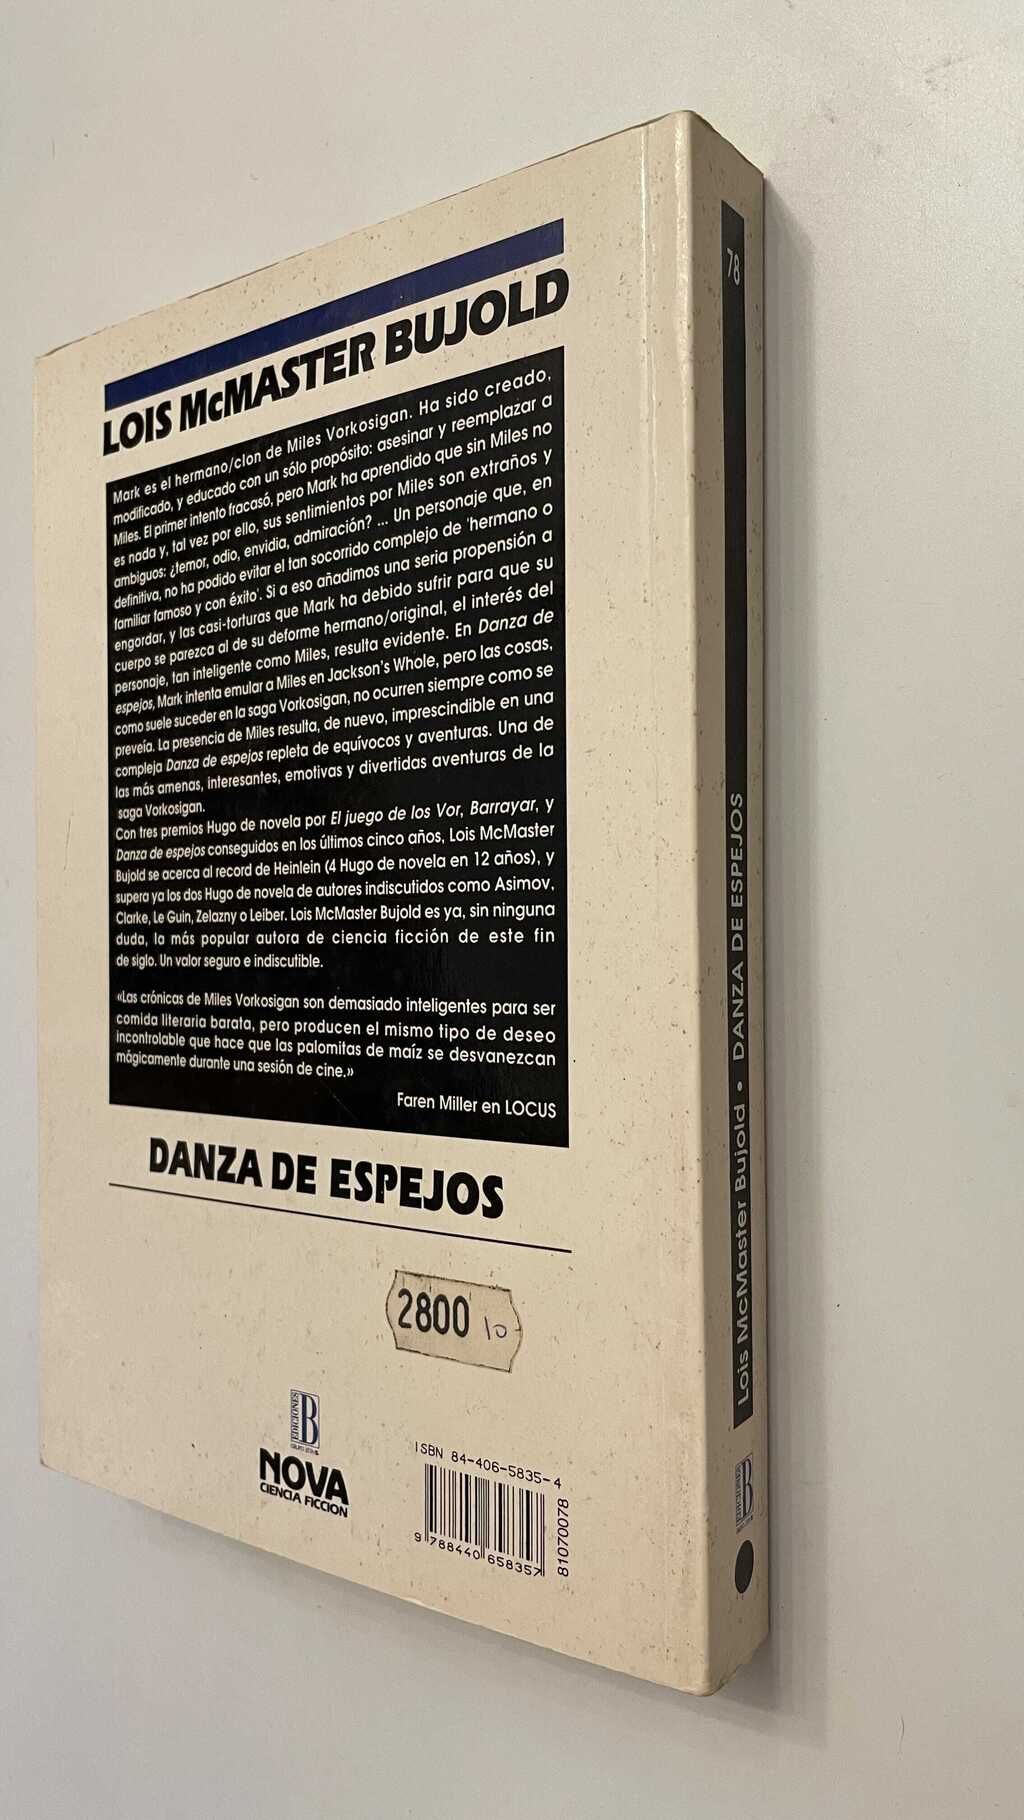 LOIS McMASTER BUJOLD
Mark es el hermano/clon de Miles Vorkosigan. Ha sido creado,
modificado, y educado con un sólo propósito: asesinar y reemplazar a
Miles. El primer intento fracasó, pero Mark ha aprendido que sin Miles no
es nada y, tal vez por ello, sus sentimientos por Miles son extraños y
ambiguos: ¿temor, odio, envidia, admiración? ... Un personaje que, en
definitiva, no ha podido evitar el tan socorrido complejo de 'hermano o
familiar famoso y con éxito'. Si a eso añadimos una seria propensión a
engordar, y las casi-torturas que Mark ha debido sufrir para que su
cuerpo se parezca al de su deforme hermano/original, el interés del
personaje, tan inteligente como Miles, resulta evidente. En Danza de
espejos, Mark intenta emular a Miles en Jackson's Whole, pero las cosas,
como suele suceder en la saga Vorkosigan, no ocurren siempre como se
preveía. La presencia de Miles resulta, de nuevo, imprescindible en una
compleja Danza de espejos repleta de equívocos y aventuras. Una de
las más amenas, interesantes, emotivas y divertidas aventuras de la
saga Vorkosigan.
Con tres premios Hugo de novela por El juego de los Vor, Barrayar, y
Danza de espejos conseguidos en los últimos cinco años, Lois McMaster
Bujold se acerca al record de Heinlein (4 Hugo de novela en 12 años), y
supera ya los dos Hugo de novela de autores indiscutidos como Asimov,
Clarke, Le Guin, Zelazny o Leiber. Lois McMaster Bujold es ya, sin ninguna
duda, la más popular autora de ciencia ficción de este fin
de siglo. Un valor seguro e indiscutible.
«Las crónicas de Miles Vorkosigan son demasiado inteligentes para ser
comida literaria barata, pero producen el mismo tipo de deseo
incontrolable que hace que las palomitas de maíz se desvanezcan
mágicamente durante una sesión de cine.»
Faren Miller en LOCUS
DANZA DE ESPEJOS
2800 10
EDICIONES
B
NOVA
CIENCIA FICCION
ISBN 84-406-5835-4
9 788440 658357
81070078
78
Lois McMaster Bujold • DANZA DE ESPEJOS
EDICIONES
B